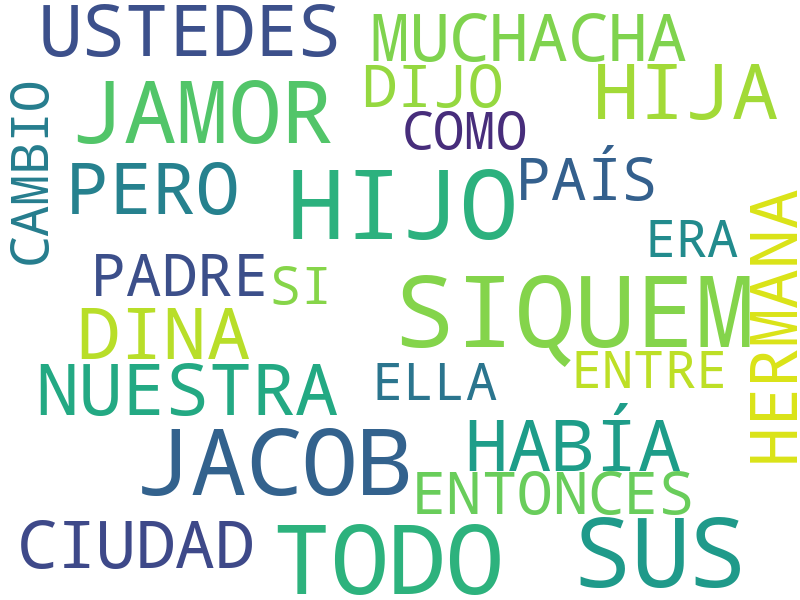 USTEDES
MUCHACHA
DIJO
HIJA
JAMOR
COMO
CAMBIO
PERO
HIJO
PAÍS
ERA
HERMANA
PADRE
SI
SIQUEM
DINA
ENTRE
NUESTRA
ELLA
JACOB
HABÍA
ENTONCES
CIUDAD
TODO
SUS